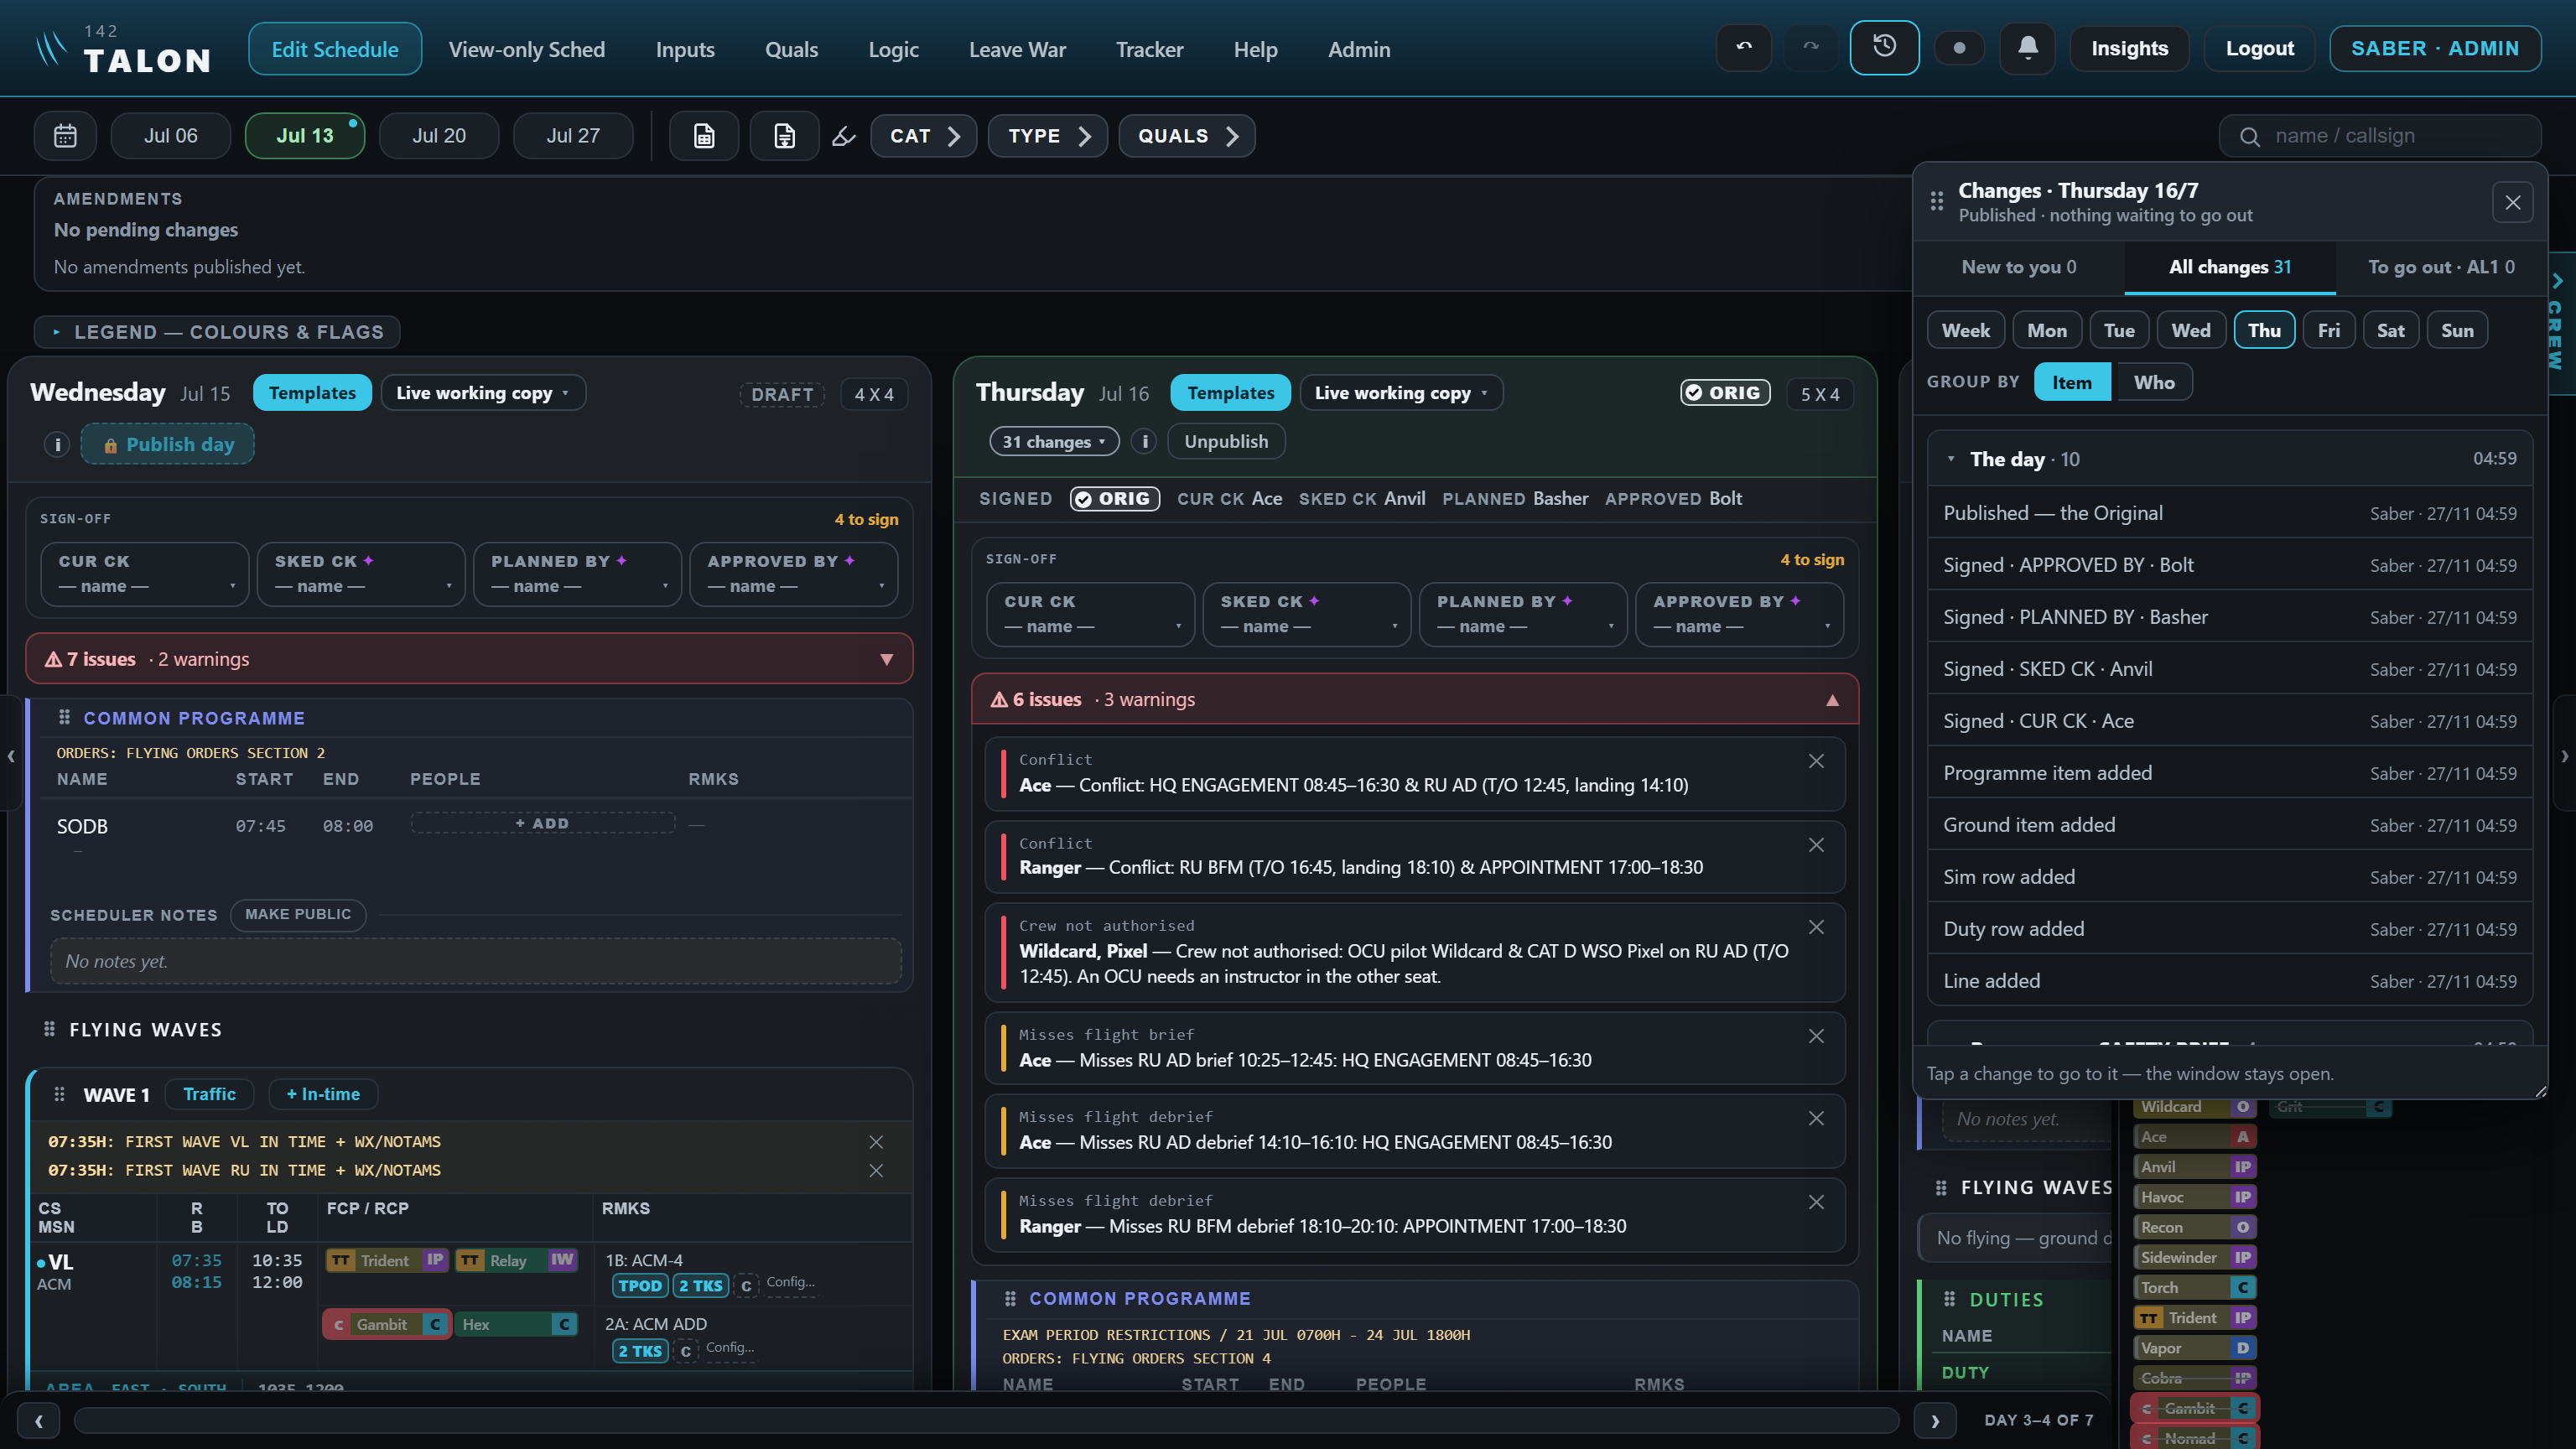 142
TALON
Edit Schedule
View-only Sched
Inputs
Quals
Logic
Leave War
Tracker
Help
Admin
Insights
Logout
SABER · ADMIN
Jul 06
Jul 13
Jul 20
Jul 27
CAT
TYPE
QUALS
name / callsign
AMENDMENTS
No pending changes
No amendments published yet.
LEGEND — COLOURS & FLAGS
Wednesday Jul 15
Templates
Live working copy
DRAFT
4 X 4
i
Publish day
SIGN-OFF
4 to sign
CUR CK
— name —
SKED CK
— name —
PLANNED BY
— name —
APPROVED BY
— name —
7 issues · 2 warnings
COMMON PROGRAMME
ORDERS: FLYING ORDERS SECTION 2
NAME START END PEOPLE RMKS
SODB 07:45 08:00 + ADD —
—
SCHEDULER NOTES
MAKE PUBLIC
No notes yet.
FLYING WAVES
WAVE 1
Traffic
+ In-time
07:35H: FIRST WAVE VL IN TIME + WX/NOTAMS
07:35H: FIRST WAVE RU IN TIME + WX/NOTAMS
CS R TO FCP / RCP RMKS
MSN B LD
VL 07:35 10:35 TT Trident IP TT Relay IW 1B: ACM-4
ACM 08:15 12:00 TPOD 2 TKS C Config...
C Gambit C Hex C 2A: ACM ADD
2 TKS C Config...
AREA EAST · SOUTH 1035-1200
Thursday Jul 16
Templates
Live working copy
ORIG
5 X 4
31 changes
i
Unpublish
SIGNED ORIG CUR CK Ace SKED CK Anvil PLANNED Basher APPROVED Bolt
SIGN-OFF
4 to sign
CUR CK
— name —
SKED CK
— name —
PLANNED BY
— name —
APPROVED BY
— name —
6 issues · 3 warnings
Conflict
Ace — Conflict: HQ ENGAGEMENT 08:45–16:30 & RU AD (T/O 12:45, landing 14:10)
Conflict
Ranger — Conflict: RU BFM (T/O 16:45, landing 18:10) & APPOINTMENT 17:00–18:30
Crew not authorised
Wildcard, Pixel — Crew not authorised: OCU pilot Wildcard & CAT D WSO Pixel on RU AD (T/O
12:45). An OCU needs an instructor in the other seat.
Misses flight brief
Ace — Misses RU AD brief 10:25–12:45: HQ ENGAGEMENT 08:45–16:30
Misses flight debrief
Ace — Misses RU AD debrief 14:10–16:10: HQ ENGAGEMENT 08:45–16:30
Misses flight debrief
Ranger — Misses RU BFM debrief 18:10–20:10: APPOINTMENT 17:00–18:30
COMMON PROGRAMME
EXAM PERIOD RESTRICTIONS / 21 JUL 0700H - 24 JUL 1800H
ORDERS: FLYING ORDERS SECTION 4
NAME START END PEOPLE RMKS
Changes · Thursday 16/7
Published · nothing waiting to go out
New to you 0
All changes 31
To go out · AL1 0
Week
Mon
Tue
Wed
Thu
Fri
Sat
Sun
GROUP BY
Item
Who
The day · 10 04:59
Published — the Original Saber · 27/11 04:59
Signed · APPROVED BY · Bolt Saber · 27/11 04:59
Signed · PLANNED BY · Basher Saber · 27/11 04:59
Signed · SKED CK · Anvil Saber · 27/11 04:59
Signed · CUR CK · Ace Saber · 27/11 04:59
Programme item added Saber · 27/11 04:59
Ground item added Saber · 27/11 04:59
Sim row added Saber · 27/11 04:59
Duty row added Saber · 27/11 04:59
Line added Saber · 27/11 04:59
Tap a change to go to it — the window stays open.
CREW
No notes yet.
FLYING WAVES
No flying — ground d
DUTIES
NAME
DUTY
Wildcard O
Grit C
Ace A
Anvil IP
Havoc IP
Recon O
Sidewinder IP
Torch C
TT Trident IP
Vapor D
Cobra IP
C Gambit C
C Nomad C
DAY 3–4 OF 7